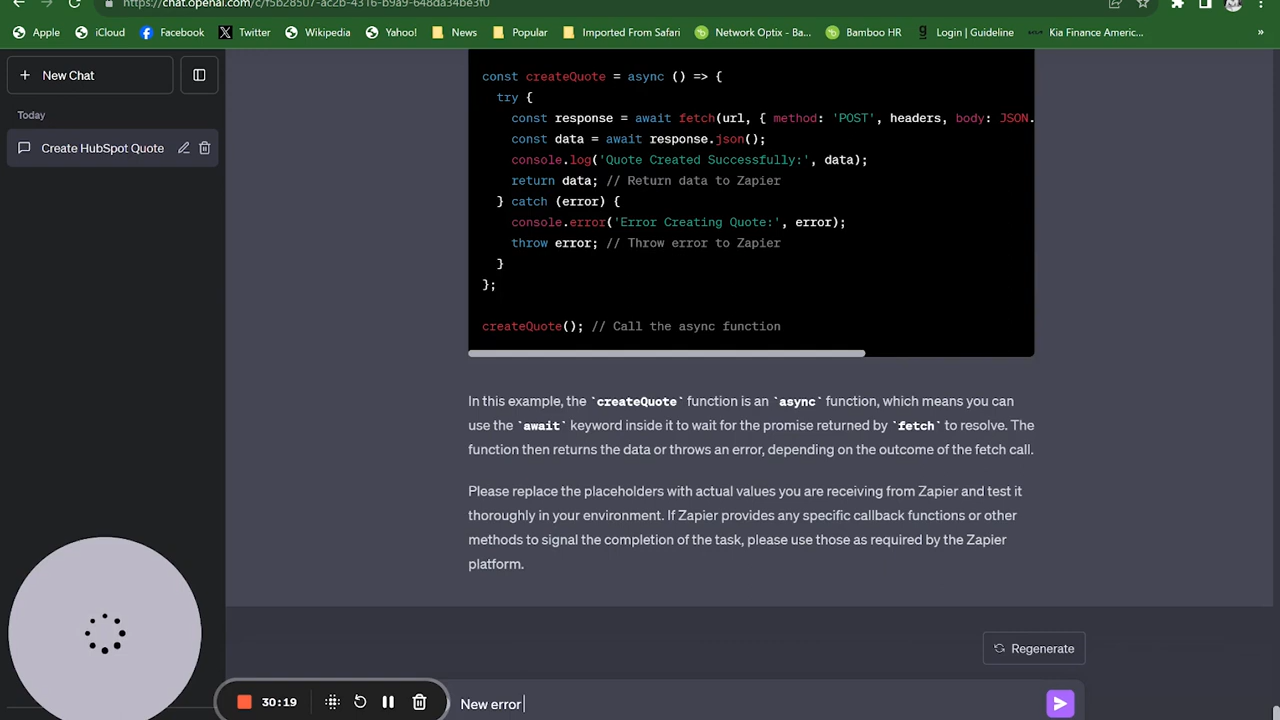 https://chat.openai.com/c/f5b28507-ac2b-4316-b9a9-648da34be3f0
Apple iCloud Facebook Twitter Wikipedia Yahoo! News Popular Imported From Safari Network Optix - Ba... Bamboo HR Login | Guideline Kia Finance Americ... »
New Chat
Today
Create HubSpot Quote
const createQuote = async () => {
try {
const response = await fetch(url, { method: 'POST', headers, body: JSON.
const data = await response.json();
console.log('Quote Created Successfully:', data);
return data; // Return data to Zapier
} catch (error) {
console.error('Error Creating Quote:', error);
throw error; // Throw error to Zapier
}
};
createQuote(); // Call the async function
In this example, the `createQuote` function is an `async` function, which means you can
use the `await` keyword inside it to wait for the promise returned by `fetch` to resolve. The
function then returns the data or throws an error, depending on the outcome of the fetch call.
Please replace the placeholders with actual values you are receiving from Zapier and test it
thoroughly in your environment. If Zapier provides any specific callback functions or other
methods to signal the completion of the task, please use those as required by the Zapier
platform.
Regenerate
30:19
New error